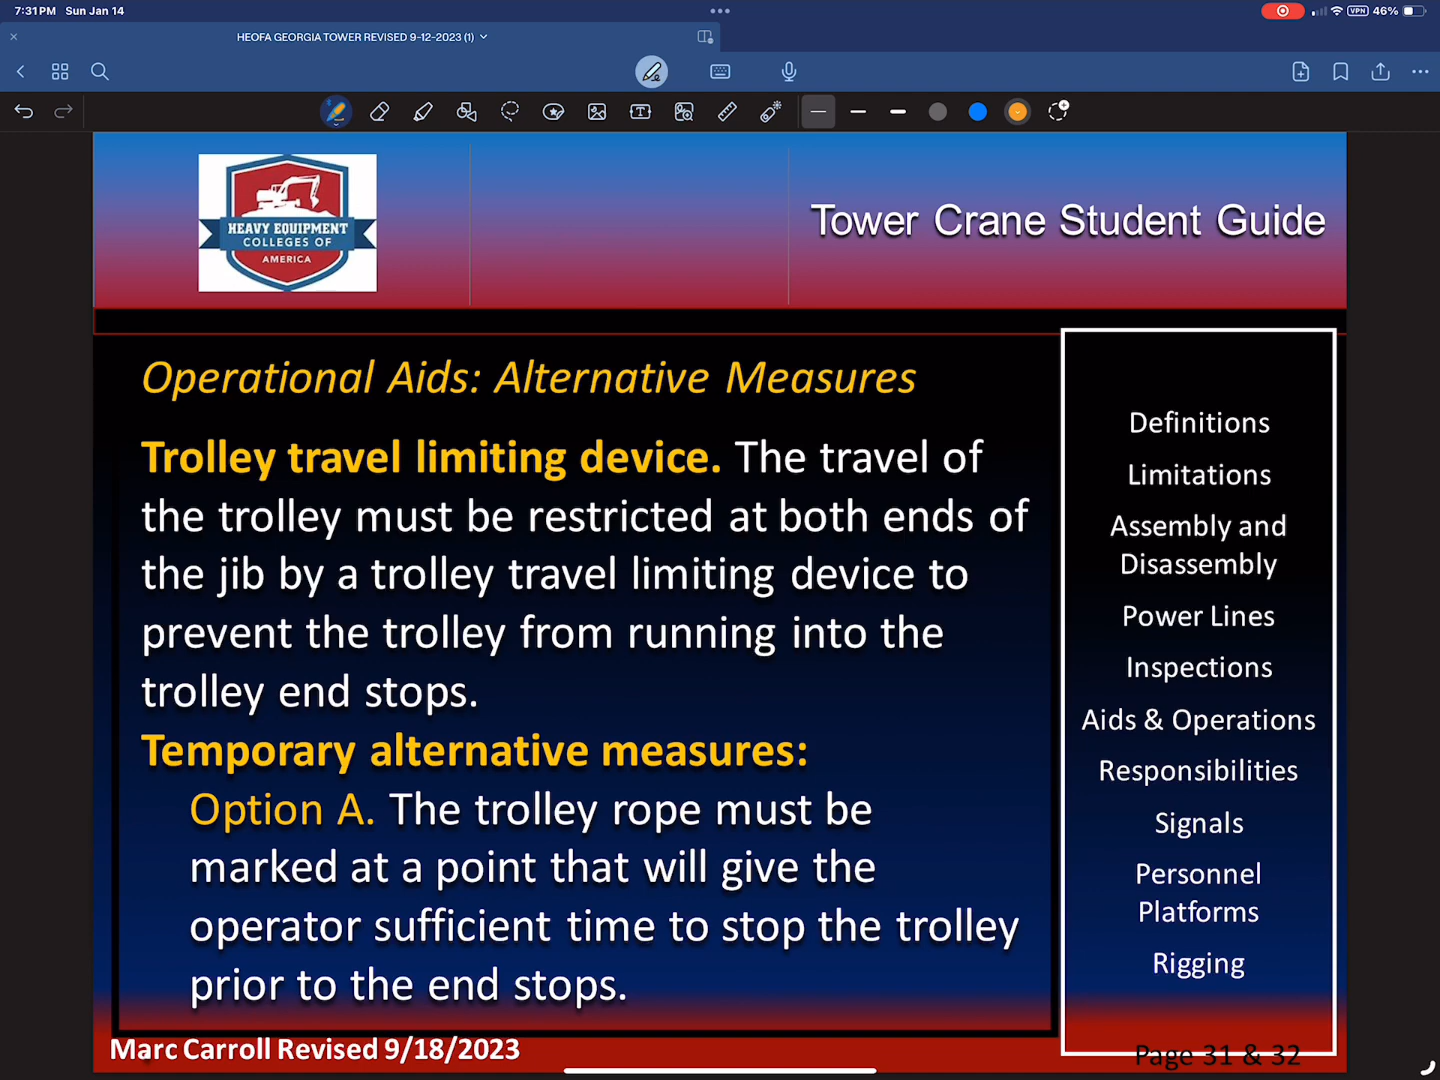 7:31 PM Sun Jan 14
VPN 46%
HEOFA GEORGIA TOWER REVISED 9-12-2023 (1)
HEAVY EQUIPMENT
COLLEGES OF
AMERICA
Tower Crane Student Guide
Operational Aids: Alternative Measures
Trolley travel limiting device. The travel of
the trolley must be restricted at both ends of
the jib by a trolley travel limiting device to
prevent the trolley from running into the
trolley end stops.
Temporary alternative measures:
Option A. The trolley rope must be
marked at a point that will give the
operator sufficient time to stop the trolley
prior to the end stops.
Definitions
Limitations
Assembly and
Disassembly
Power Lines
Inspections
Aids & Operations
Responsibilities
Signals
Personnel
Platforms
Rigging
Marc Carroll Revised 9/18/2023
Page 31 & 32